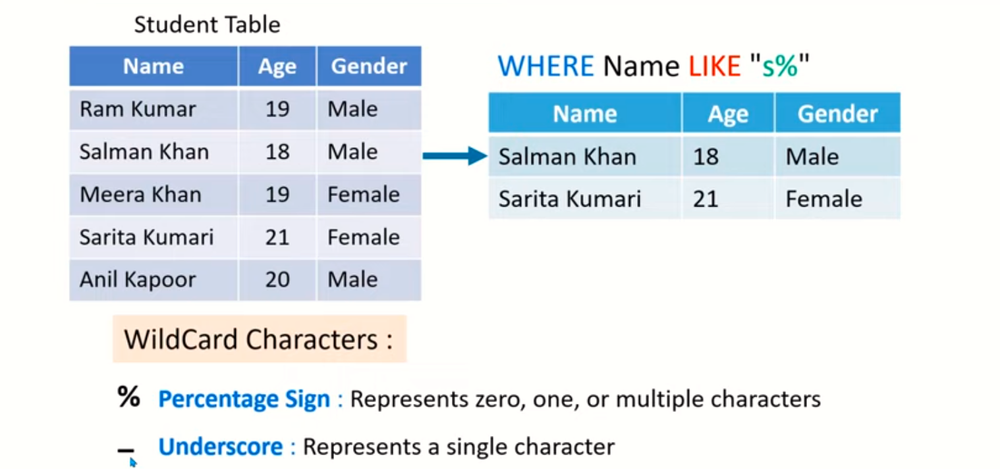 Student Table
Name Age Gender
Ram Kumar 19 Male
Salman Khan 18 Male
Meera Khan 19 Female
Sarita Kumari 21 Female
Anil Kapoor 20 Male
WHERE Name LIKE "s%"
Name Age Gender
Salman Khan 18 Male
Sarita Kumari 21 Female
WildCard Characters :
% Percentage Sign : Represents zero, one, or multiple characters
_ Underscore : Represents a single character